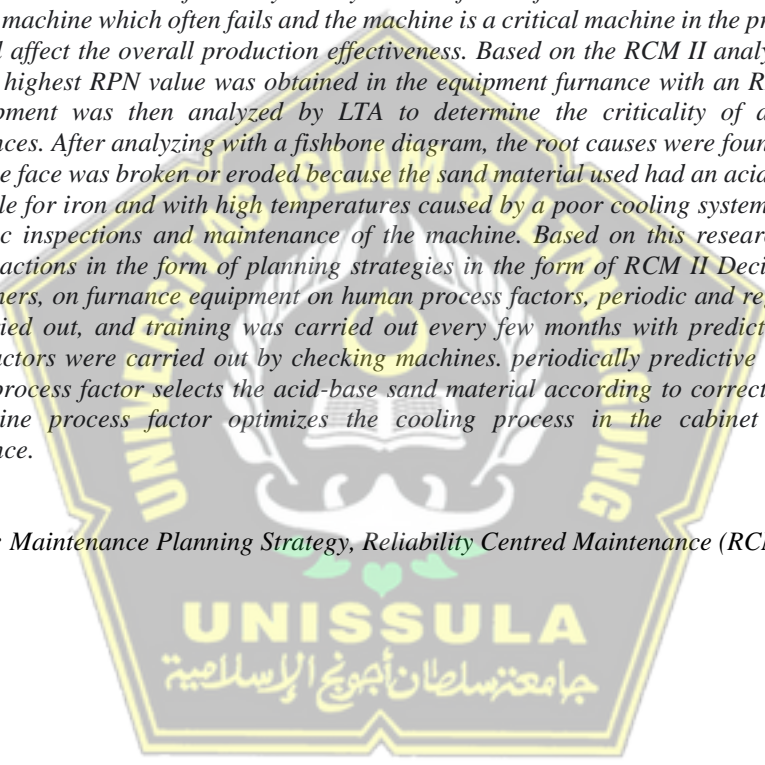 machine which often fails and the machine is a critical machine in the pr
l affect the overall production effectiveness. Based on the RCM II analy
highest RPN value was obtained in the equipment furnance with an R
pment was then analyzed by LTA to determine the criticality of a
nces. After analyzing with a fishbone diagram, the root causes were foun
e face was broken or eroded because the sand material used had an acid
le for iron and with high temperatures caused by a poor cooling system
ic inspections and maintenance of the machine. Based on this resear
actions in the form of planning strategies in the form of RCM II Deci
ners, on furnance equipment on human process factors, periodic and re
ried out, and training was carried out every few months with predict
actors were carried out by checking machines. periodically predictive
process factor selects the acid-base sand material according to correct
ine process factor optimizes the cooling process in the cabinet
nce.
: Maintenance Planning Strategy, Reliability Centred Maintenance (RC
UNIVERSITAS ISLAM SULTAN AGUNG
UNISSULA
جامعتسلطان أجونج الإسلامية